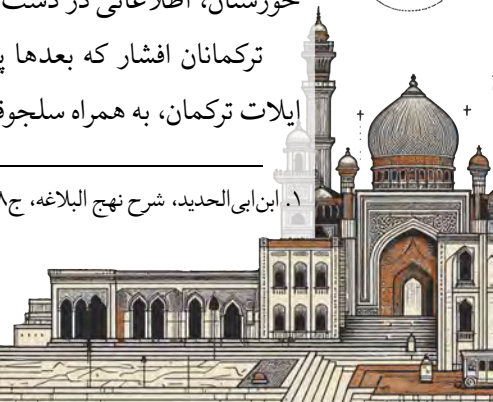 خوزستان، اطلاعاتی در دست
ترکمانان افشار که بعدها
ایلات ترکمان، به همراه
۱. ابن‌ابی‌الحدید، شرح نهج البلاغه،